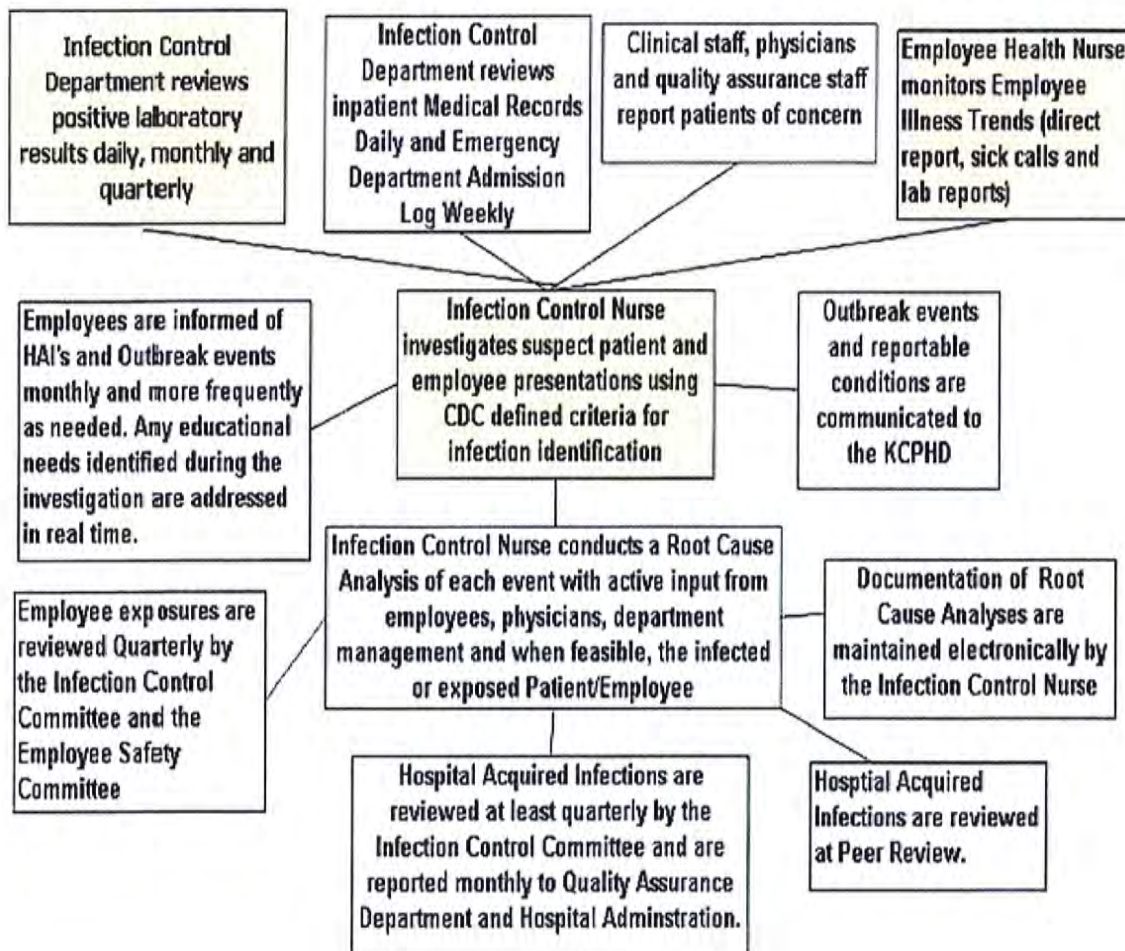 Infection Control
Department reviews
positive laboratory
results daily, monthly and
quarterly
Infection Control
Department reviews
inpatient Medical Records
Daily and Emergency
Department Admission
Log Weekly
Clinical staff, physicians
and quality assurance staff
report patients of concern
Employee Health Nurse
monitors Employee
Illness Trends (direct
report, sick calls and
lab reports)
Employees are informed of
HAI's and Outbreak events
monthly and more frequently
as needed. Any educational
needs identified during the
investigation are addressed
in real time.
Infection Control Nurse
investigates suspect patient and
employee presentations using
CDC defined criteria for
infection identification
Outbreak events
and reportable
conditions are
communicated to
the KCPHD
Infection Control Nurse conducts a Root Cause
Analysis of each event with active input from
employees, physicians, department
management and when feasible, the infected
or exposed Patient/Employee
Employee exposures are
reviewed Quarterly by
the Infection Control
Committee and the
Employee Safety
Committee
Documentation of Root
Cause Analyses are
maintained electronically by
the Infection Control Nurse
Hospital Acquired Infections are
reviewed at least quarterly by the
Infection Control Committee and are
reported monthly to Quality Assurance
Department and Hospital Adminstration.
Hosptial Acquired
Infections are reviewed
at Peer Review.